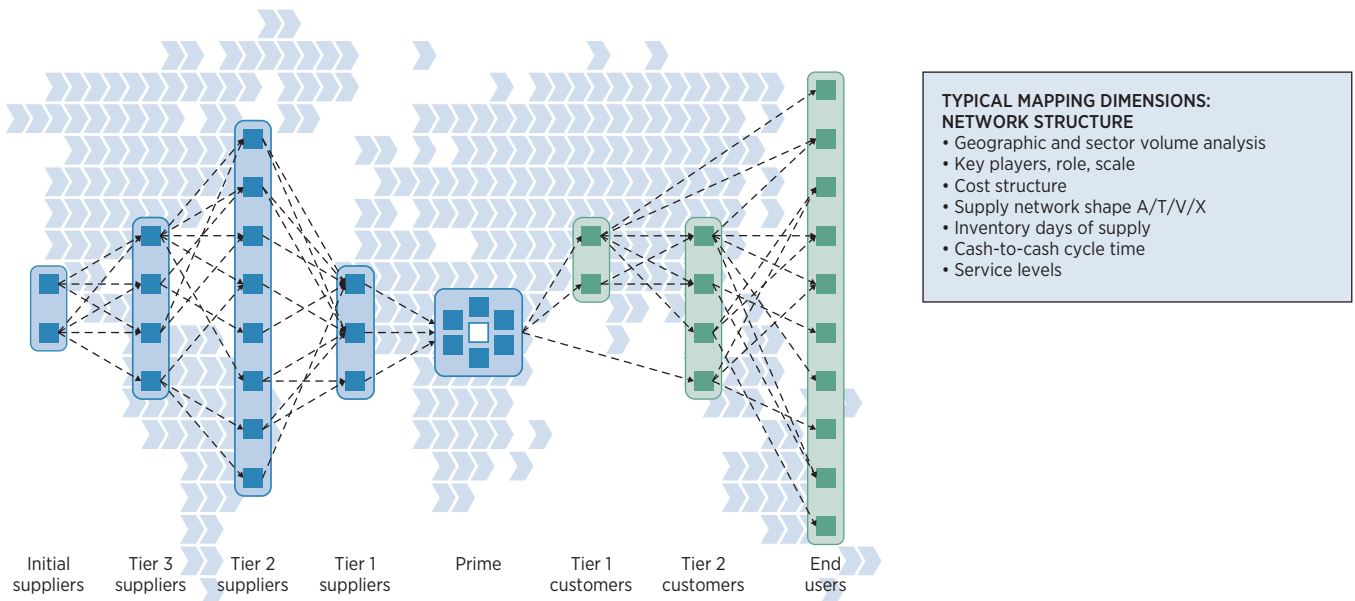 TYPICAL MAPPING DIMENSIONS:
NETWORK STRUCTURE
• Geographic and sector volume analysis
• Key players, role, scale
• Cost structure
• Supply network shape A/T/V/X
• Inventory days of supply
• Cash-to-cash cycle time
• Service levels
Initial
suppliers
Tier 3
suppliers
Tier 2
suppliers
Tier 1
suppliers
Prime
Tier 1
customers
Tier 2
customers
End
users